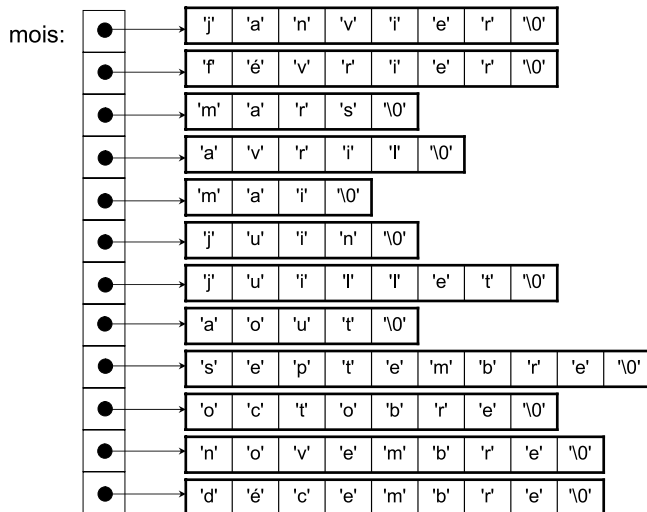 mois: 'j' 'a' 'n' 'v' 'i' 'e' 'r' '\0'
'f' 'é' 'v' 'r' 'i' 'e' 'r' '\0'
'm' 'a' 'r' 's' '\0'
'a' 'v' 'r' 'i' 'l' '\0'
'm' 'a' 'i' '\0'
'j' 'u' 'i' 'n' '\0'
'j' 'u' 'i' 'l' 'l' 'e' 't' '\0'
'a' 'o' 'u' 't' '\0'
's' 'e' 'p' 't' 'e' 'm' 'b' 'r' 'e' '\0'
'o' 'c' 't' 'o' 'b' 'r' 'e' '\0'
'n' 'o' 'v' 'e' 'm' 'b' 'r' 'e' '\0'
'd' 'é' 'c' 'e' 'm' 'b' 'r' 'e' '\0'